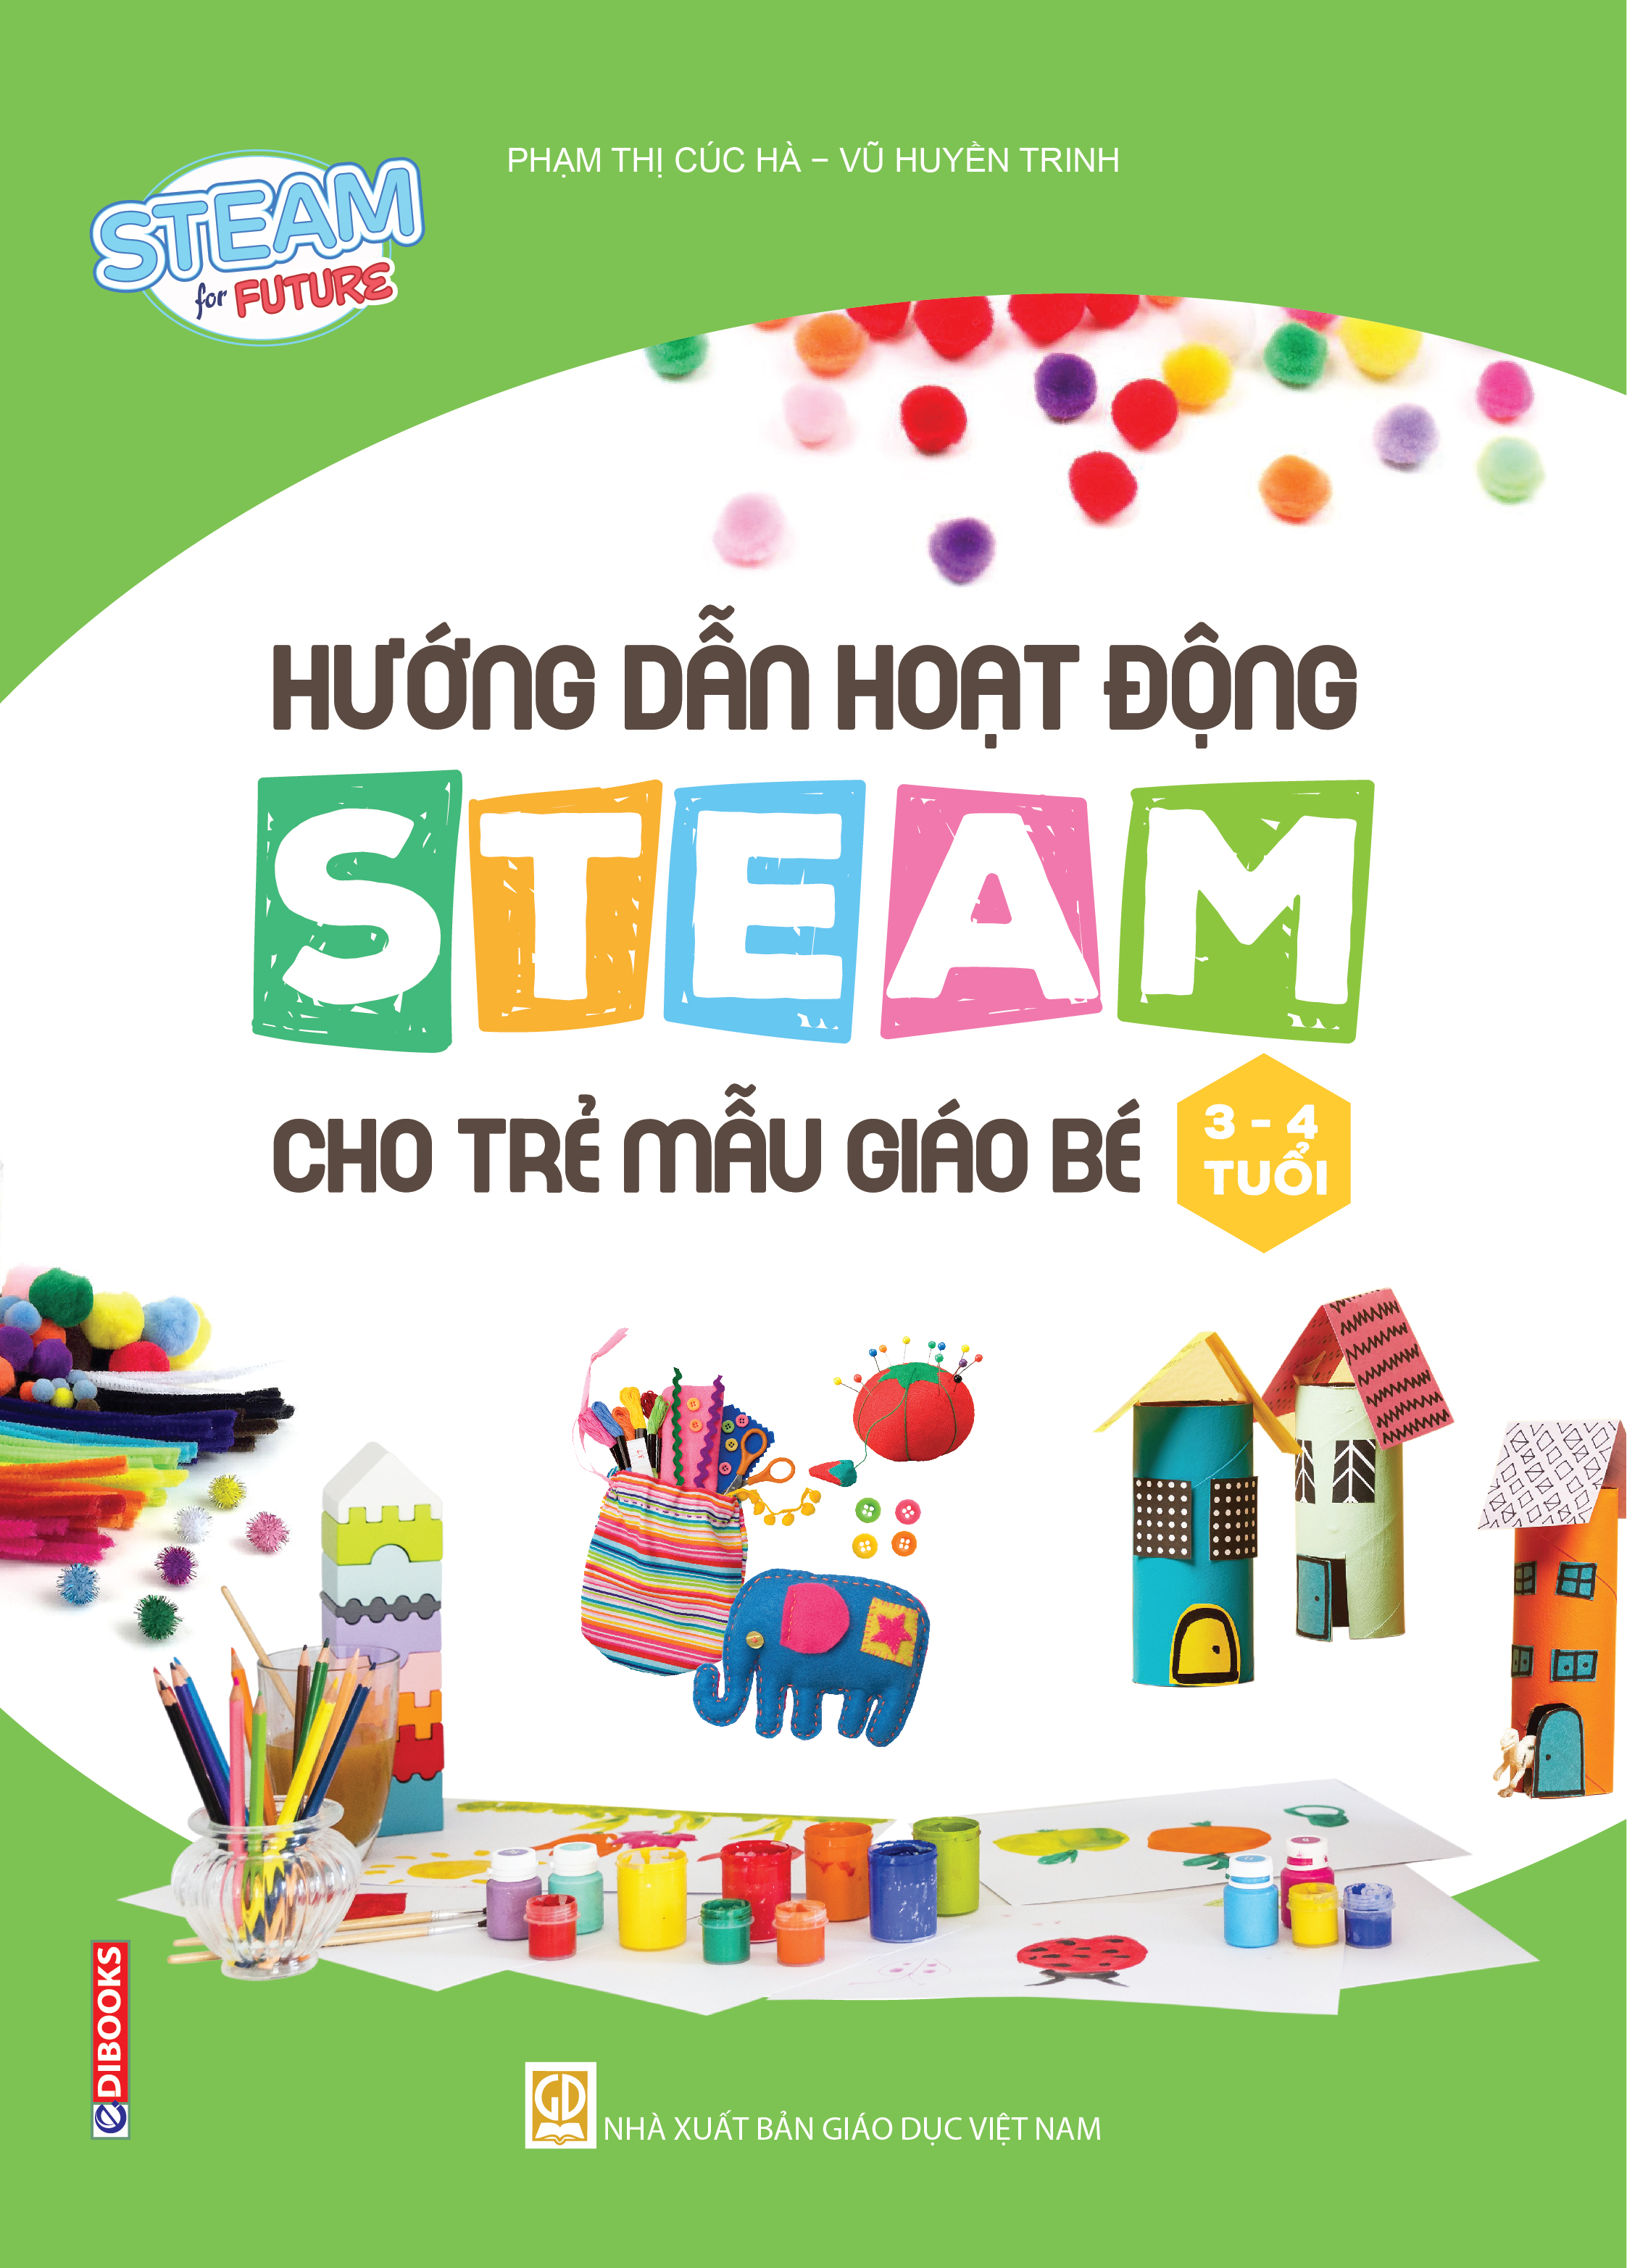 PHẠM THỊ CÚC HÀ – VŨ HUYỀN TRINH
STEAM
for FUTURE
HƯỚNG DẪN HOẠT ĐỘNG
STEAM
CHO TRẺ MẪU GIÁO BÉ
3 - 4
TUỔI
eDIBOOKS
GD
NHÀ XUẤT BẢN GIÁO DỤC VIỆT NAM